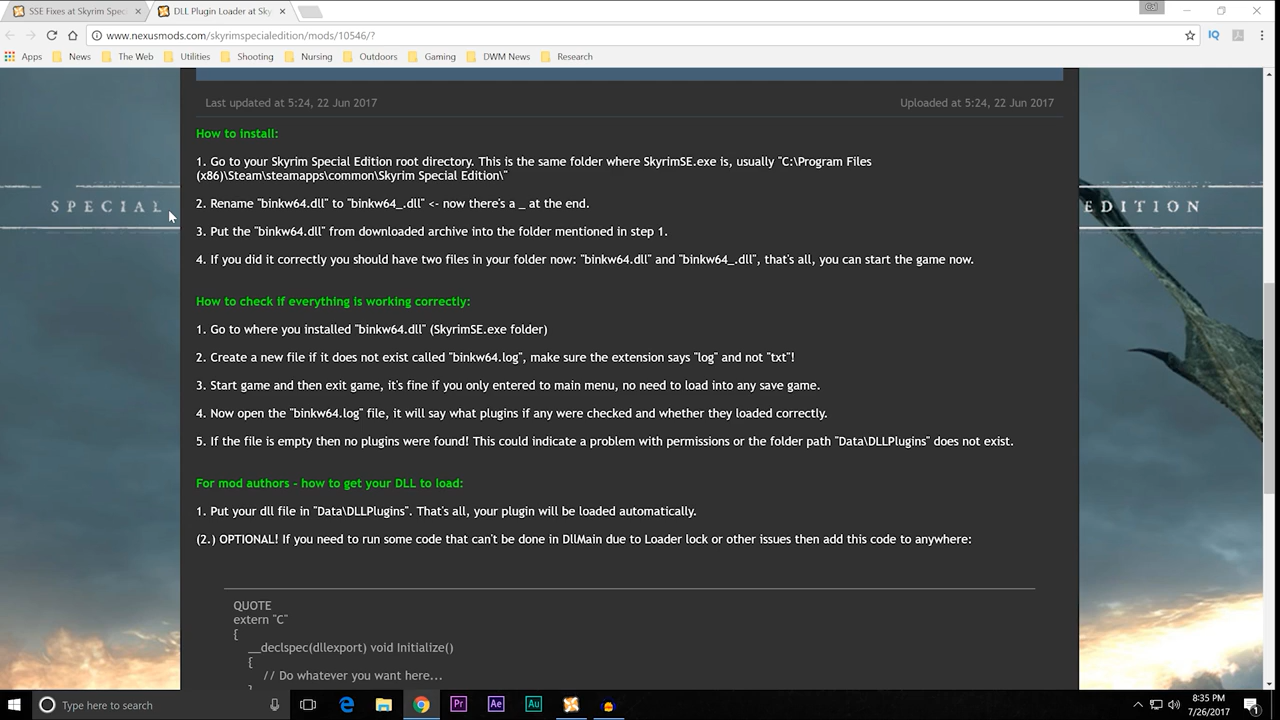 SSE Fixes at Skyrim Spec
DLL Plugin Loader at Sky
Cal
www.nexusmods.com/skyrimspecialedition/mods/10546/?
IQ
Apps News The Web Utilities Shooting Nursing Outdoors Gaming DWM News Research
Last updated at 5:24, 22 Jun 2017 Uploaded at 5:24, 22 Jun 2017
How to install:
1. Go to your Skyrim Special Edition root directory. This is the same folder where SkyrimSE.exe is, usually "C:\Program Files
(x86)\Steam\steamapps\common\Skyrim Special Edition\"
2. Rename "binkw64.dll" to "binkw64_.dll" <- now there's a _ at the end.
SPECIAL
EDITION
3. Put the "binkw64.dll" from downloaded archive into the folder mentioned in step 1.
4. If you did it correctly you should have two files in your folder now: "binkw64.dll" and "binkw64_.dll", that's all, you can start the game now.
How to check if everything is working correctly:
1. Go to where you installed "binkw64.dll" (SkyrimSE.exe folder)
2. Create a new file if it does not exist called "binkw64.log", make sure the extension says "log" and not "txt"!
3. Start game and then exit game, it's fine if you only entered to main menu, no need to load into any save game.
4. Now open the "binkw64.log" file, it will say what plugins if any were checked and whether they loaded correctly.
5. If the file is empty then no plugins were found! This could indicate a problem with permissions or the folder path "Data\DLLPlugins" does not exist.
For mod authors - how to get your DLL to load:
1. Put your dll file in "Data\DLLPlugins". That's all, your plugin will be loaded automatically.
(2.) OPTIONAL! If you need to run some code that can't be done in DllMain due to Loader lock or other issues then add this code to anywhere:
QUOTE
extern "C"
{
__declspec(dllexport) void Initialize()
{
// Do whatever you want here...
}
Type here to search
Pr
Ae
Au
8:35 PM
7/26/2017
1